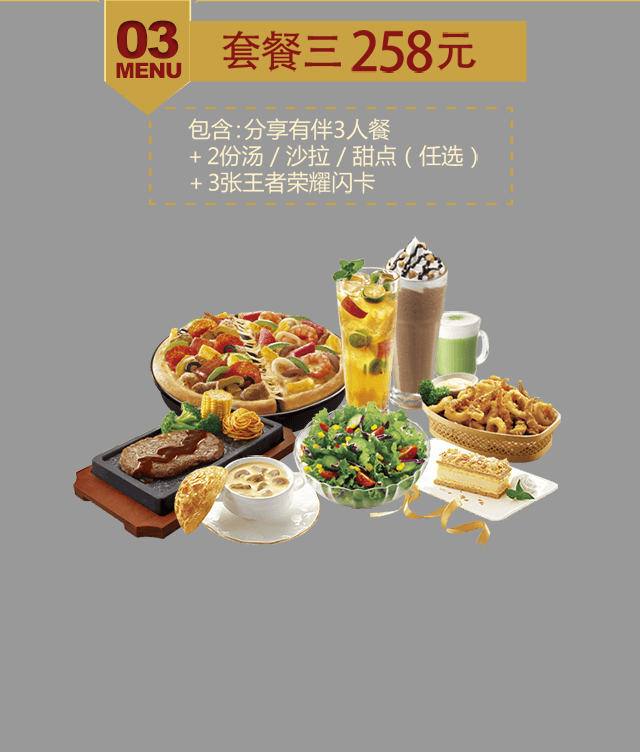 03
MENU
套餐三 258元
包含:分享有伴3人餐
+ 2份汤 / 沙拉 / 甜点 ( 任选 )
+ 3张王者荣耀闪卡